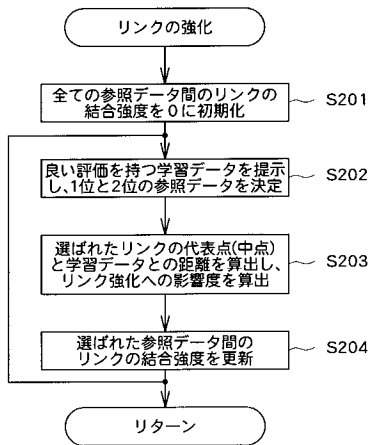 リンクの強化
全ての参照データ間のリンクの
結合強度を０に初期化
S201
良い評価を持つ学習データを提示
し、1位と2位の参照データを決定
S202
選ばれたリンクの代表点(中点)
と学習データとの距離を算出し、
リンク強化への影響度を算出
S203
選ばれた参照データ間の
リンクの結合強度を更新
S204
リターン